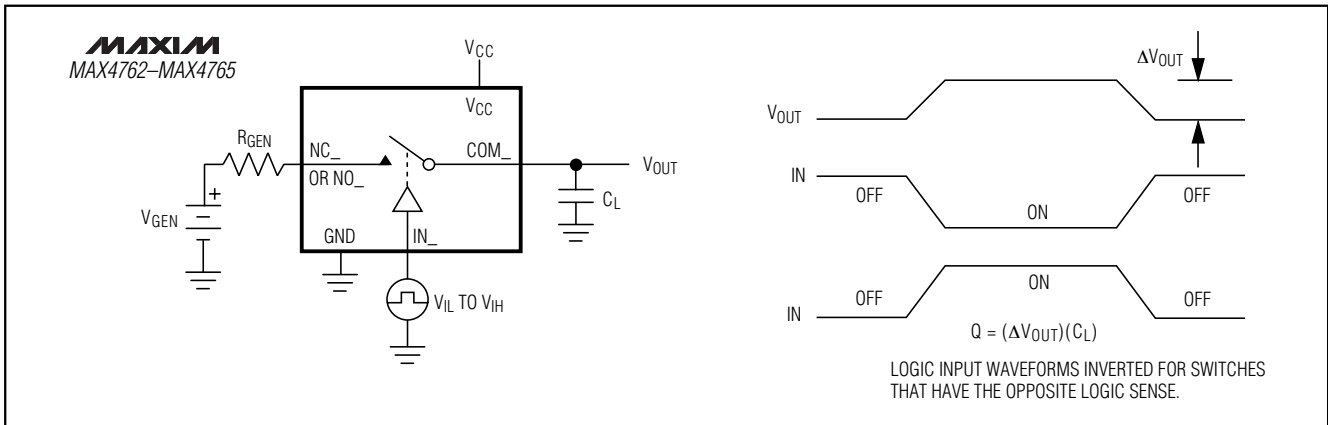 MAXIM
MAX4762–MAX4765
VCC
VCC
RGEN
NC_
OR NO_
COM_
VOUT
CL
+
VGEN
GND
IN_
VIL TO VIH
ΔVOUT
VOUT
IN
OFF
ON
OFF
IN
OFF
ON
OFF
Q = (ΔVOUT)(CL)
LOGIC INPUT WAVEFORMS INVERTED FOR SWITCHES
THAT HAVE THE OPPOSITE LOGIC SENSE.